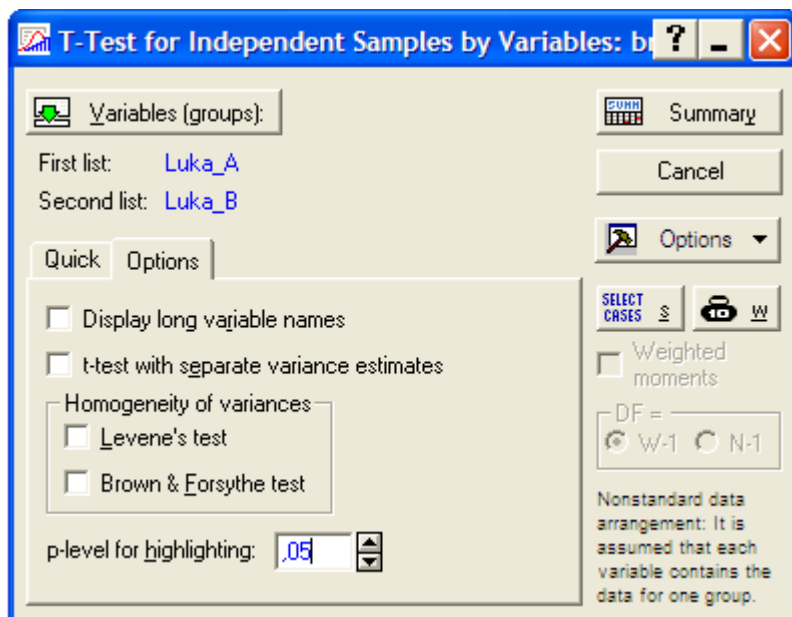 T-Test for Independent Samples by Variables: br
Variables (groups):
First list: Luka_A
Second list: Luka_B
Quick
Options
Display long variable names
t-test with separate variance estimates
Homogeneity of variances
Levene's test
Brown & Forsythe test
p-level for highlighting: ,05
Summary
Cancel
Options
SELECT
CASES S
W
Weighted
moments
DF =
W-1 N-1
Nonstandard data
arrangement: It is
assumed that each
variable contains the
data for one group.